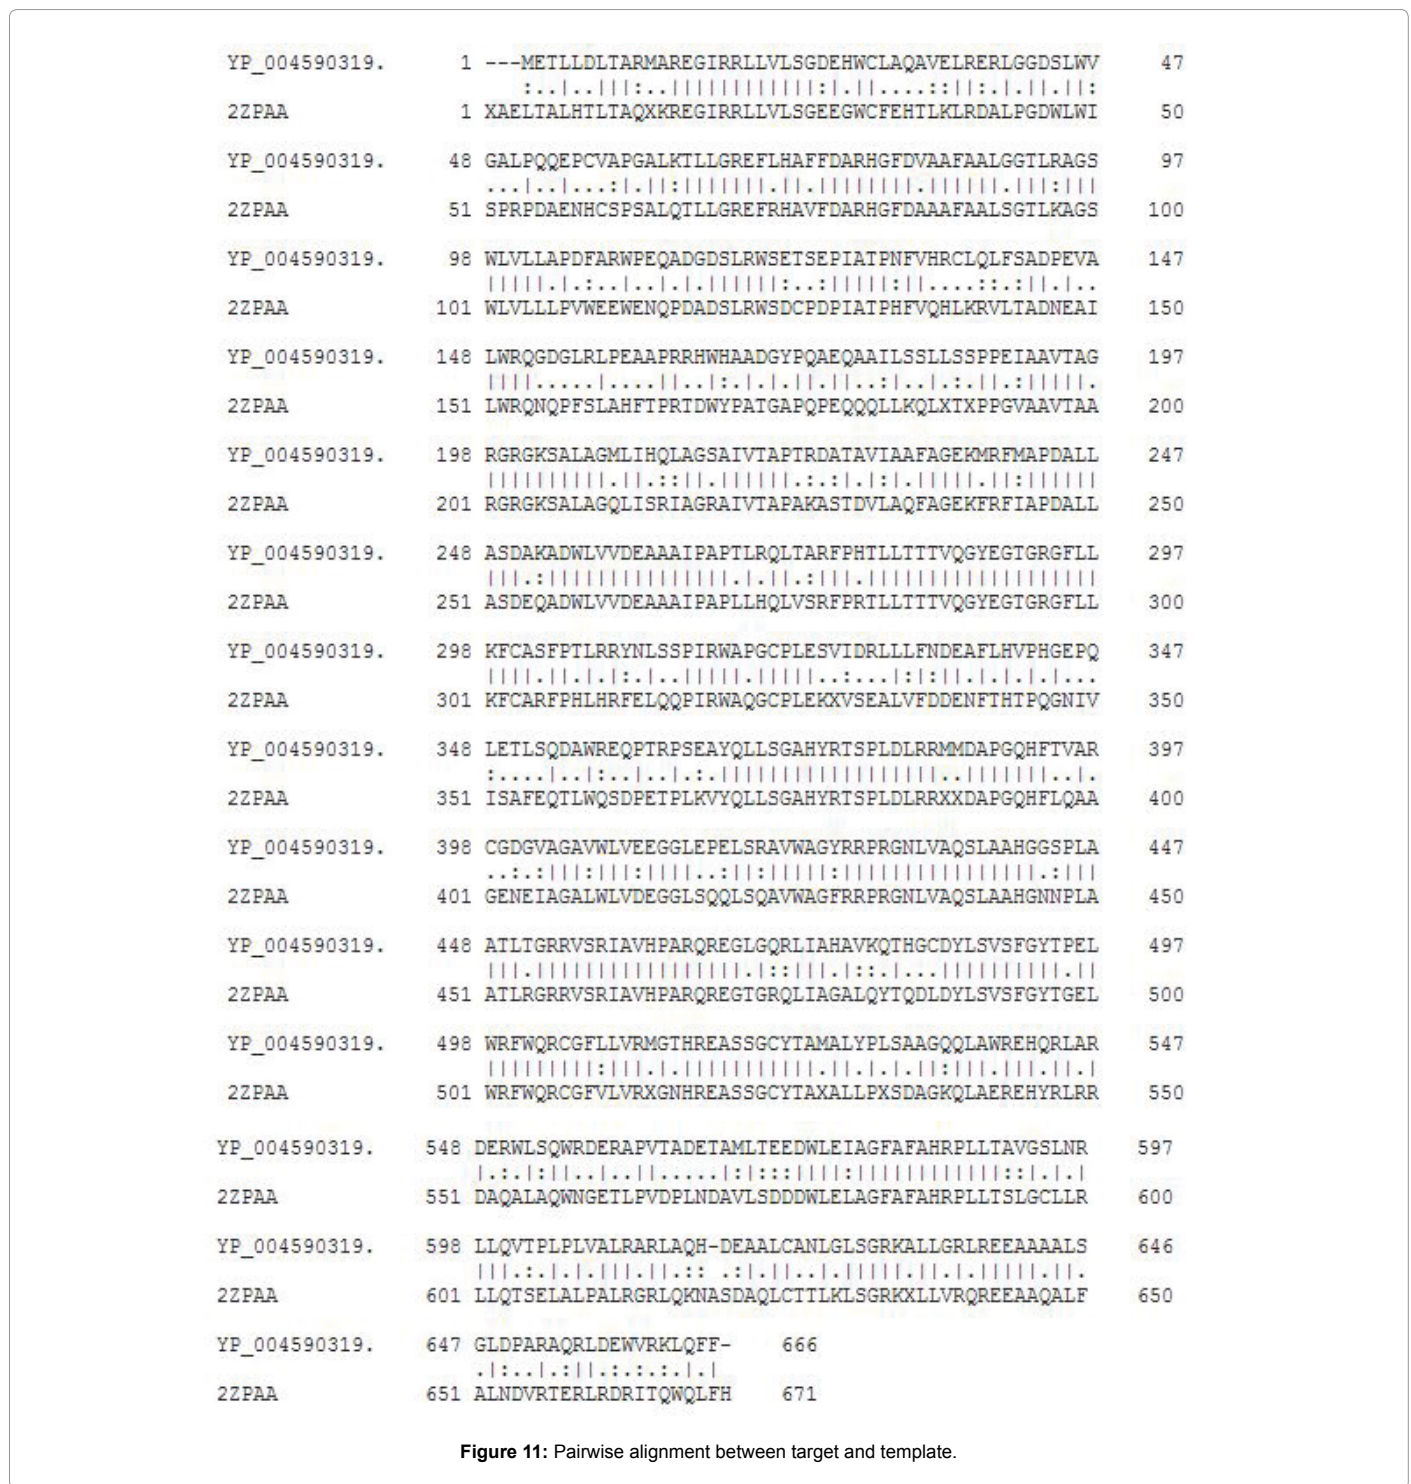 YP_004590319. 1 ---METLLDLTARMAREGIRRLLVLSGDEHWCLAQAVELRERLGGDSLWV 47
:..|..|||:..||||||||||||:|.||....::||:.|.||.||:
2ZPAA 1 XAELTALHTLTAQXKREGIRRLLVLSGEEGWCFEHTLKLRDALPGDWLWI 50
YP_004590319. 48 GALPQQEPCVAPGALKTLLGREFLHAFFDARHGFDVAAFAALGGTLRAGS 97
...|..|...:|.||:||||||||.||.||||||||.||||||.|||:|||
2ZPAA 51 SPRPDAENHCSPSALQTLLGREFRHAVFDARHGFDAAAFAALSGTLKAGS 100
YP_004590319. 98 WLVLLAPDFARWPEQADGDSLRWSETSEPIATPNFVHRCLQLFSADPEVA 147
|||||.|.:..|..|.|.||||||:..:|||||:||....::.:||.|..
2ZPAA 101 WLVLLLPVWEEWENQPDADSLRWSDCPDPIATPHFVQHLKRVLTADNEAI 150
YP_004590319. 148 LWRQGDGLRLPEAAPRRHWHAADGYPQAEQAAILSSLLSSPPEIAAVTAG 197
||||.....|....||..|:.|.|.||.||..:|..|.:.||.:|||||.
2ZPAA 151 LWRQNQPFSLAHFTPRTDWYPATGAPQPEQQQLLKQLXTXPPGVAAVTAA 200
YP_004590319. 198 RGRGKSALAGMLIHQLAGSAIVTAPTRDATAVIAAFAGEKMRFMAPDALL 247
||||||||||.||.::||.||||||.:.:.|.:|.|||||.||:||||||
2ZPAA 201 RGRGKSALAGQLISRIAGRAIVTAPAKASTDVLAQFAGEKFRFIAPDALL 250
YP_004590319. 248 ASDAKADWLVVDEAAAIPAPTLRQLTARFPHTLLTTTVQGYEGTGRGFLL 297
|||.:|||||||||||||||.|.||.:|||.|||||||||||||||||||
2ZPAA 251 ASDEQADWLVVDEAAAIPAPLLHQLVSRFPRTLLTTTVQGYEGTGRGFLL 300
YP_004590319. 298 KFCASFPTLRRYNLSSPIRWAPGCPLESVIDRLLLFNDEAFLHVPHGEPQ 347
||||.||.|.|:.|..||||||.|||||..:...|:|:||.|.|.|.|...
2ZPAA 301 KFCARFPHLHRFELQQPIRWAQGCPLEKXVSEALVFDDENFTHTPQGNIV 350
YP_004590319. 348 LETLSQDAWREQPTRPSEAYQLLSGAHYRTSPLDLRRMMDAPGQHFTVAR 397
:....|..|:..|..|.:.||||||||||||||||||..|||||||..|.
2ZPAA 351 ISAFEQTLWQSDPETPLKVYQLLSGAHYRTSPLDLRRXXDAPGQHFLQAA 400
YP_004590319. 398 CGDGVAGAVWLVEEGGLEPELSRAVWAGYRRPRGNLVAQSLAAHGGSPLA 447
..:.:|||:|||:||||..:||:|||||:||||||||||||||||.:|||
2ZPAA 401 GENEIAGALWLVDEGGLSQQLSQAVWAGFRRPRGNLVAQSLAAHGNNPLA 450
YP_004590319. 448 ATLTGRRVSRIAVHPARQREGLGQRLIAHAVKQTHGCDYLSVSFGYTPEL 497
|||.|||||||||||||||||.|::|||.|::.|...||||||||||.||
2ZPAA 451 ATLRGRRVSRIAVHPARQREGTGRQLIAGALQYTQDLDYLSVSFGYTGEL 500
YP_004590319. 498 WRFWQRCGFLLVRMGTHREASSGCYTAMALYPLSAAGQQLAWREHQRLAR 547
|||||||||:|||.|.|||||||||||.||.|.|.||:|||.|||.||.|
2ZPAA 501 WRFWQRCGFVLVRXGNHREASSGCYTAXALLPXSDAGKQLAEREHYRLRR 550
YP_004590319. 548 DERWLSQWRDERAPVTADETAMLTEEDWLEIAGFAFAHRPLLTAVGSLNR 597
|.:.|:||..|..||.....|:|:::||||:||||||||||||::|.|.|
2ZPAA 551 DAQALAQWNGETLPVDPLNDAVLSDDDWLELAGFAFAHRPLLTSLGCLLR 600
YP_004590319. 598 LLQVTPLPLVALRARLAQH-DEAALCANLGLSGRKALLGRLREEAAAALS 646
|||.:.|.|.|||.||.:: .:|.||..|.|||||.||.|.|||||.||.
2ZPAA 601 LLQTSELALPALRGRLQKNASDAQLCTTLKLSGRKXLLVRQREEAAQALF 650
YP_004590319. 647 GLDPARAQRLDEWVRKLQFF- 666
.|:..|.:||.:.:.:.|.|
2ZPAA 651 ALNDVRTERLRDRITQWQLFH 671
Figure 11: Pairwise alignment between target and template.